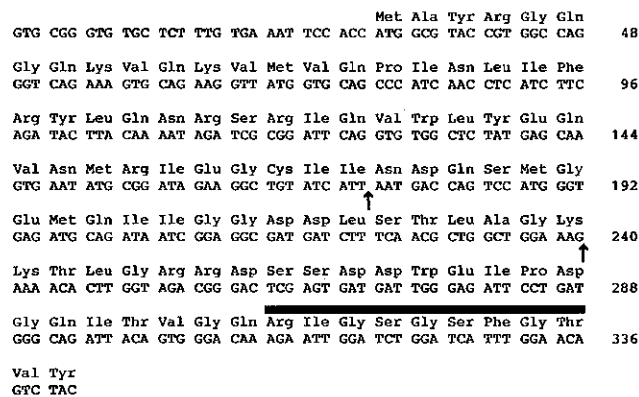 Met Ala Tyr Arg Gly Gln
GTG CGG GTG TGC TCT TTG TGA AAT TCC ACC ATG GCG TAC CGT GGC CAG 48
Gly Gln Lys Val Gln Lys Val Met Val Gln Pro Ile Asn Leu Ile Phe
GGT CAG AAA GTG CAG AAG GTT ATG GTG CAG CCC ATC AAC CTC ATC TTC 96
Arg Tyr Leu Gln Asn Arg Ser Arg Ile Gln Val Trp Leu Tyr Glu Gln
AGA TAC TTA CAA AAT AGA TCG CGG ATT CAG GTG TGG CTC TAT GAG CAA 144
Val Asn Met Arg Ile Glu Gly Cys Ile Ile Asn Asp Gln Ser Met Gly
GTG AAT ATG CGG ATA GAA GGC TGT ATC ATT AAT GAC CAG TCC ATG GGT 192
Glu Met Gln Ile Ile Gly Gly Asp Asp Leu Ser Thr Leu Ala Gly Lys
GAG ATG CAG ATA ATC GGA GGC GAT GAT CTT TCA ACG CTG GCT GGA AAG 240
Lys Thr Leu Gly Arg Arg Asp Ser Ser Asp Asp Trp Glu Ile Pro Asp
AAA ACA CTT GGT AGA CGG GAC TCG AGT GAT GAT TGG GAG ATT CCT GAT 288
Gly Gln Ile Thr Val Gly Gln Arg Ile Gly Ser Gly Ser Phe Gly Thr
GGG CAG ATT ACA GTG GGA CAA AGA ATT GGA TCT GGA TCA TTT GGA ACA 336
Val Tyr
GTC TAC